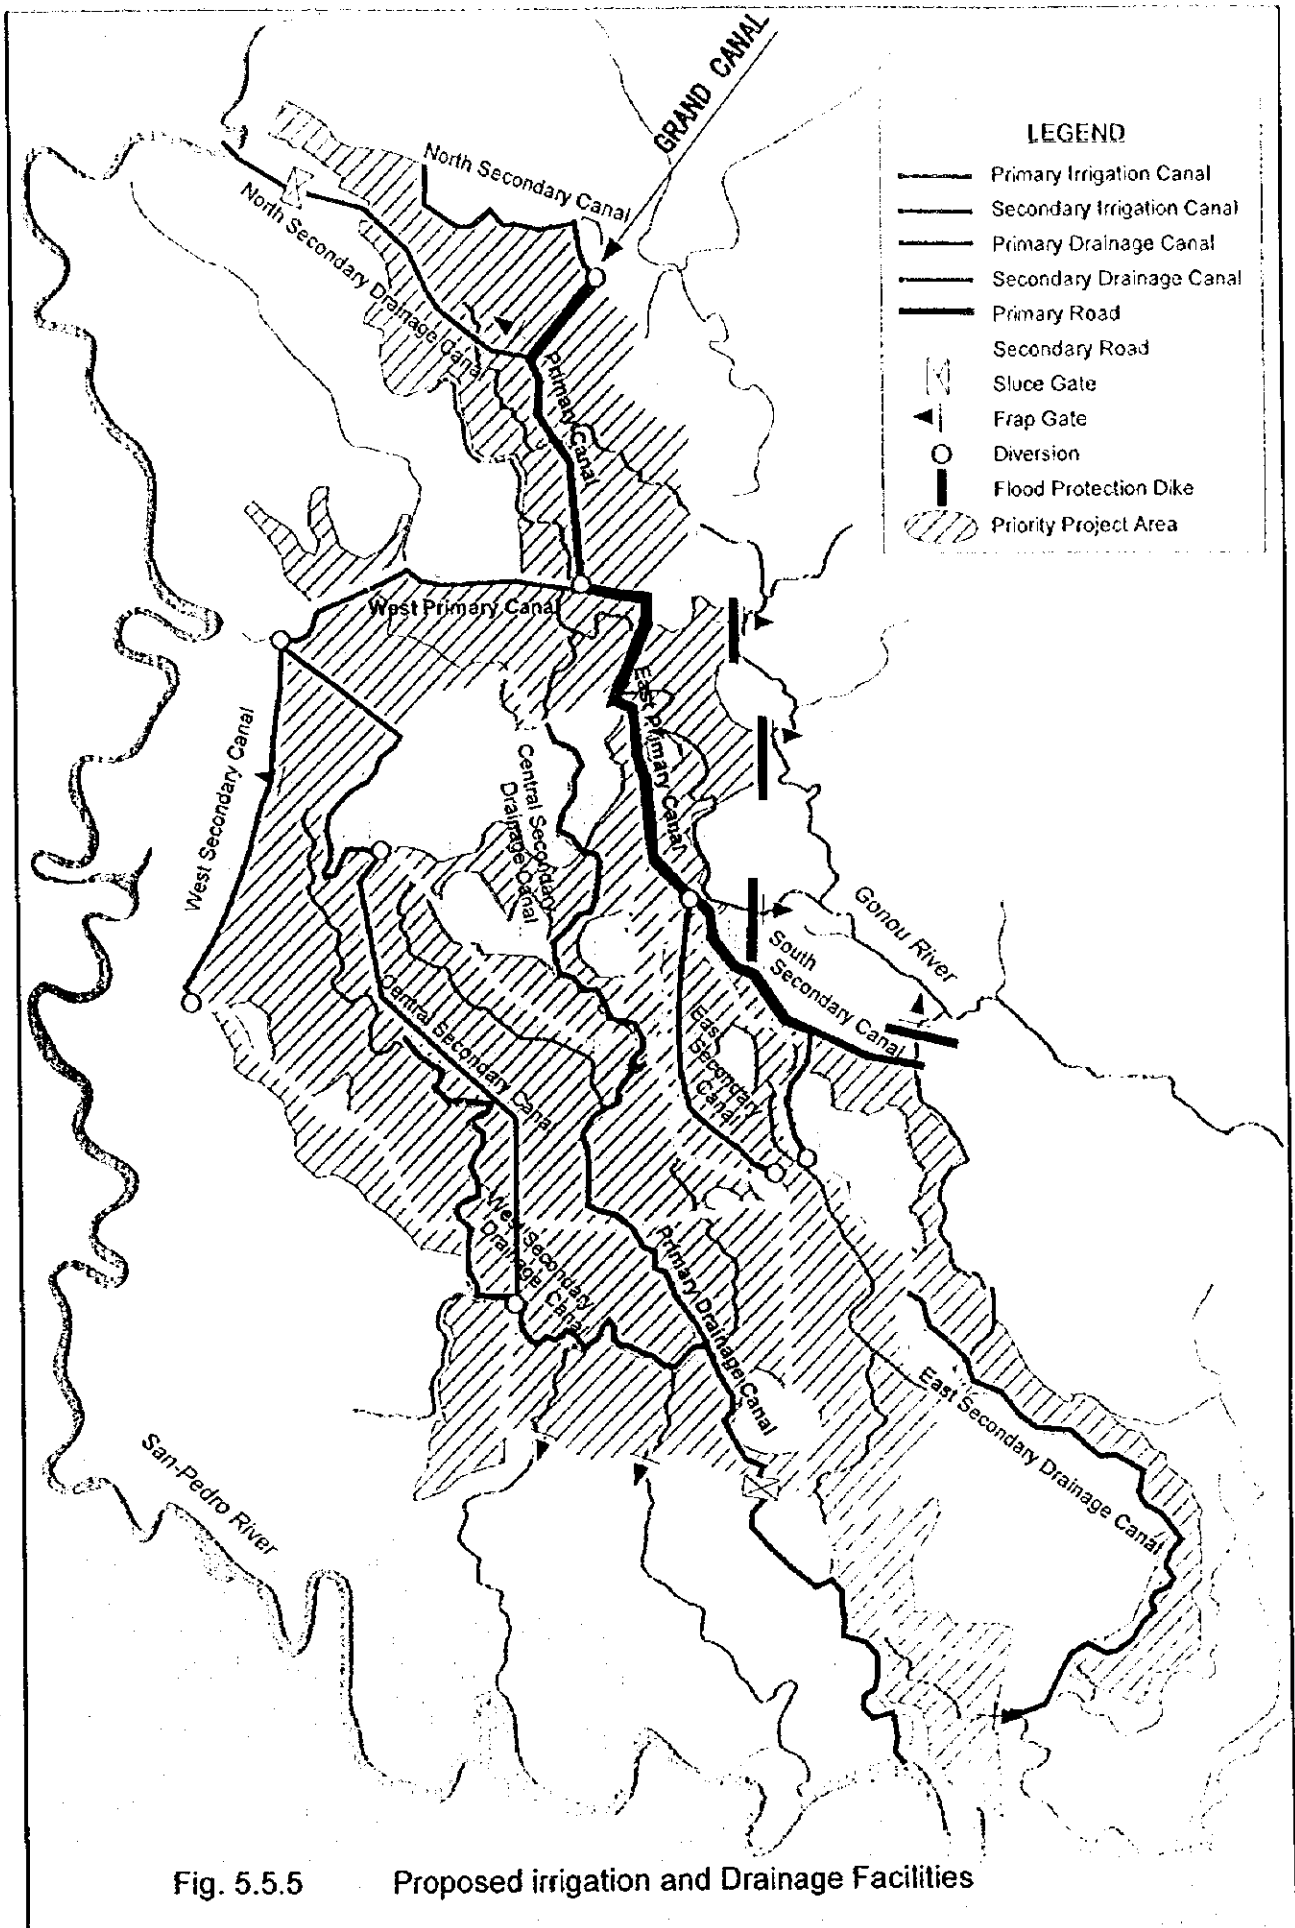 GRAND CANAL
LEGEND
Primary Irrigation Canal
Secondary Irrigation Canal
Primary Drainage Canal
Secondary Drainage Canal
Primary Road
Secondary Road
Sluce Gate
Frap Gate
Diversion
Flood Protection Dike
Priority Project Area
North Secondary Canal
North Secondary Drainage Canal
Primary Canal
West Primary Canal
East Primary Canal
West Secondary Canal
Central Secondary
Drainage Canal
Gonou River
South
Secondary Canal
Central Secondary Canal
East
Secondary
Canal
West Secondary
Drainage Canal
Primary Drainage Canal
East Secondary Drainage Canal
San-Pedro River
Fig. 5.5.5 Proposed irrigation and Drainage Facilities